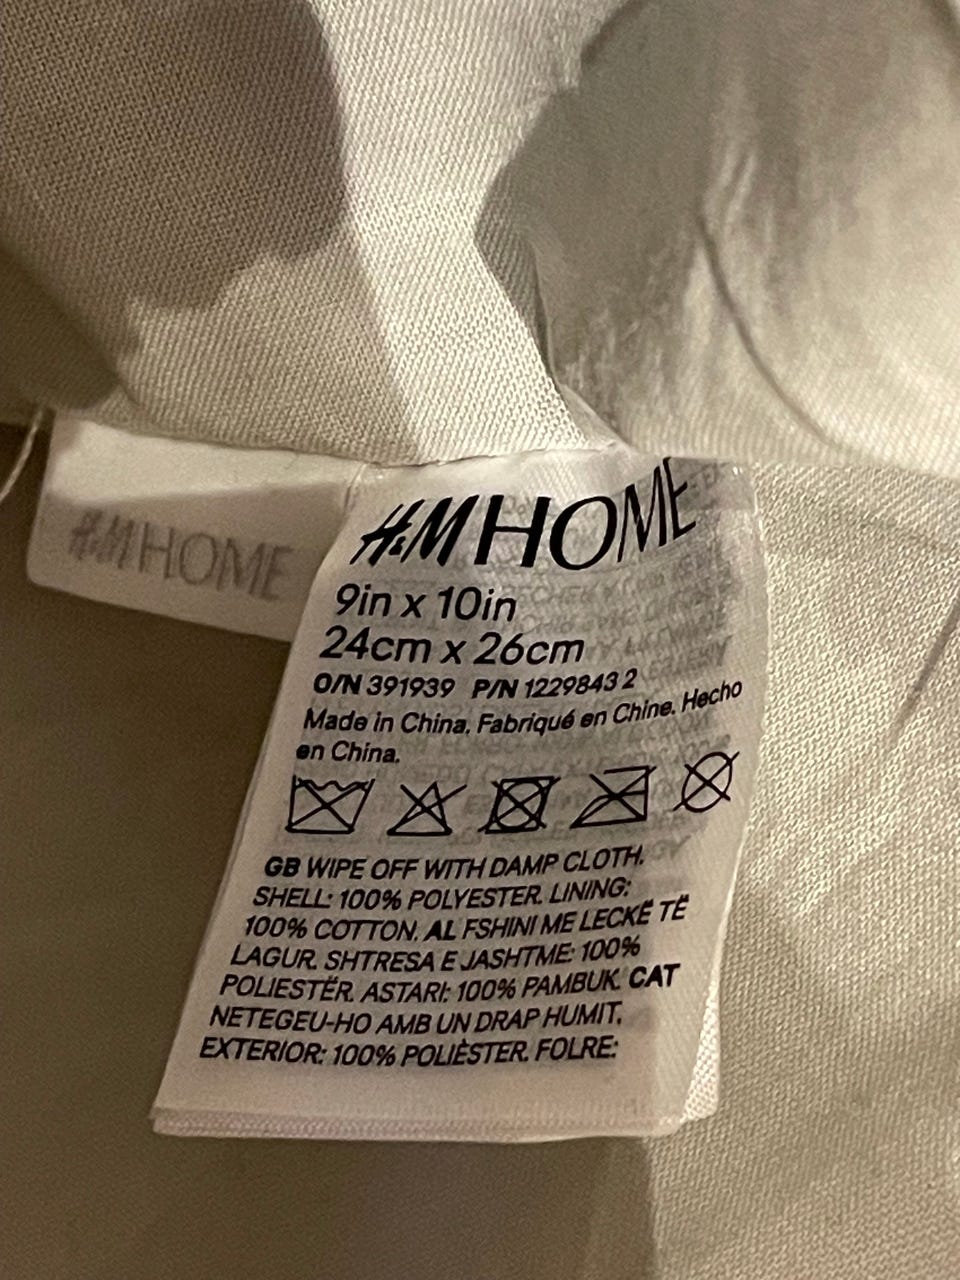 H&M HOME
H&M HOME
9in x 10in
24cm x 26cm
O/N 391939 P/N 1229843 2
Made in China. Fabriqué en Chine. Hecho
en China.
GB WIPE OFF WITH DAMP CLOTH.
SHELL: 100% POLYESTER. LINING:
100% COTTON. AL FSHINI ME LECKË TË
LAGUR. SHTRESA E JASHTME: 100%
POLIESTËR. ASTARI: 100% PAMBUK. CAT
NETEGEU-HO AMB UN DRAP HUMIT.
EXTERIOR: 100% POLIÈSTER. FOLRE: